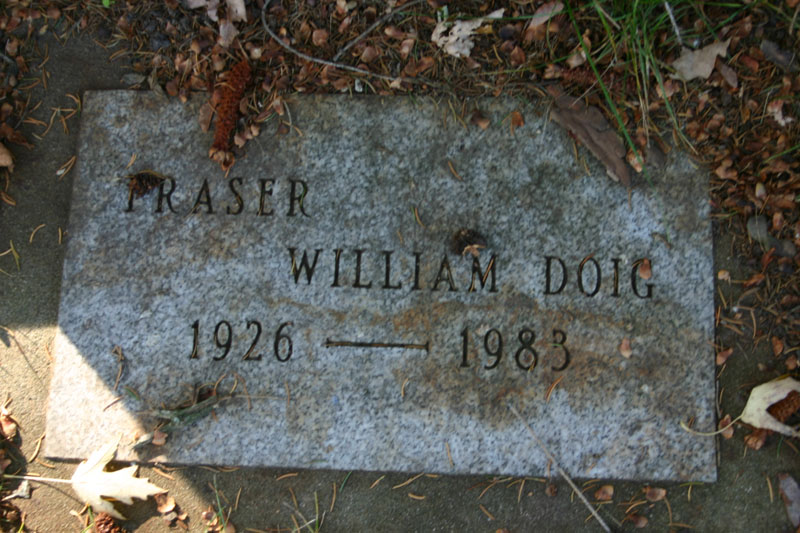 FRASER
WILLIAM DOIG
1926 — 1983